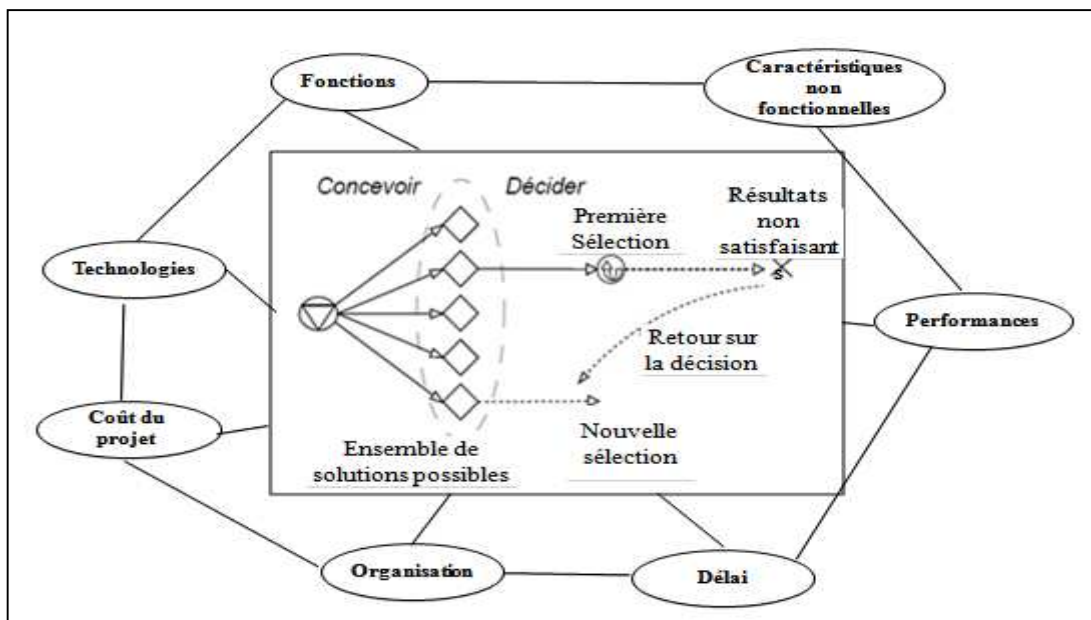 Fonctions
Caractéristiques
non
fonctionnelles
Concevoir
Décider
Première
Sélection
Résultats
non
satisfaisant
s
Technologies
Performances
Retour sur
la décision
Coût du
projet
Ensemble de
solutions possibles
Nouvelle
sélection
Organisation
Délai